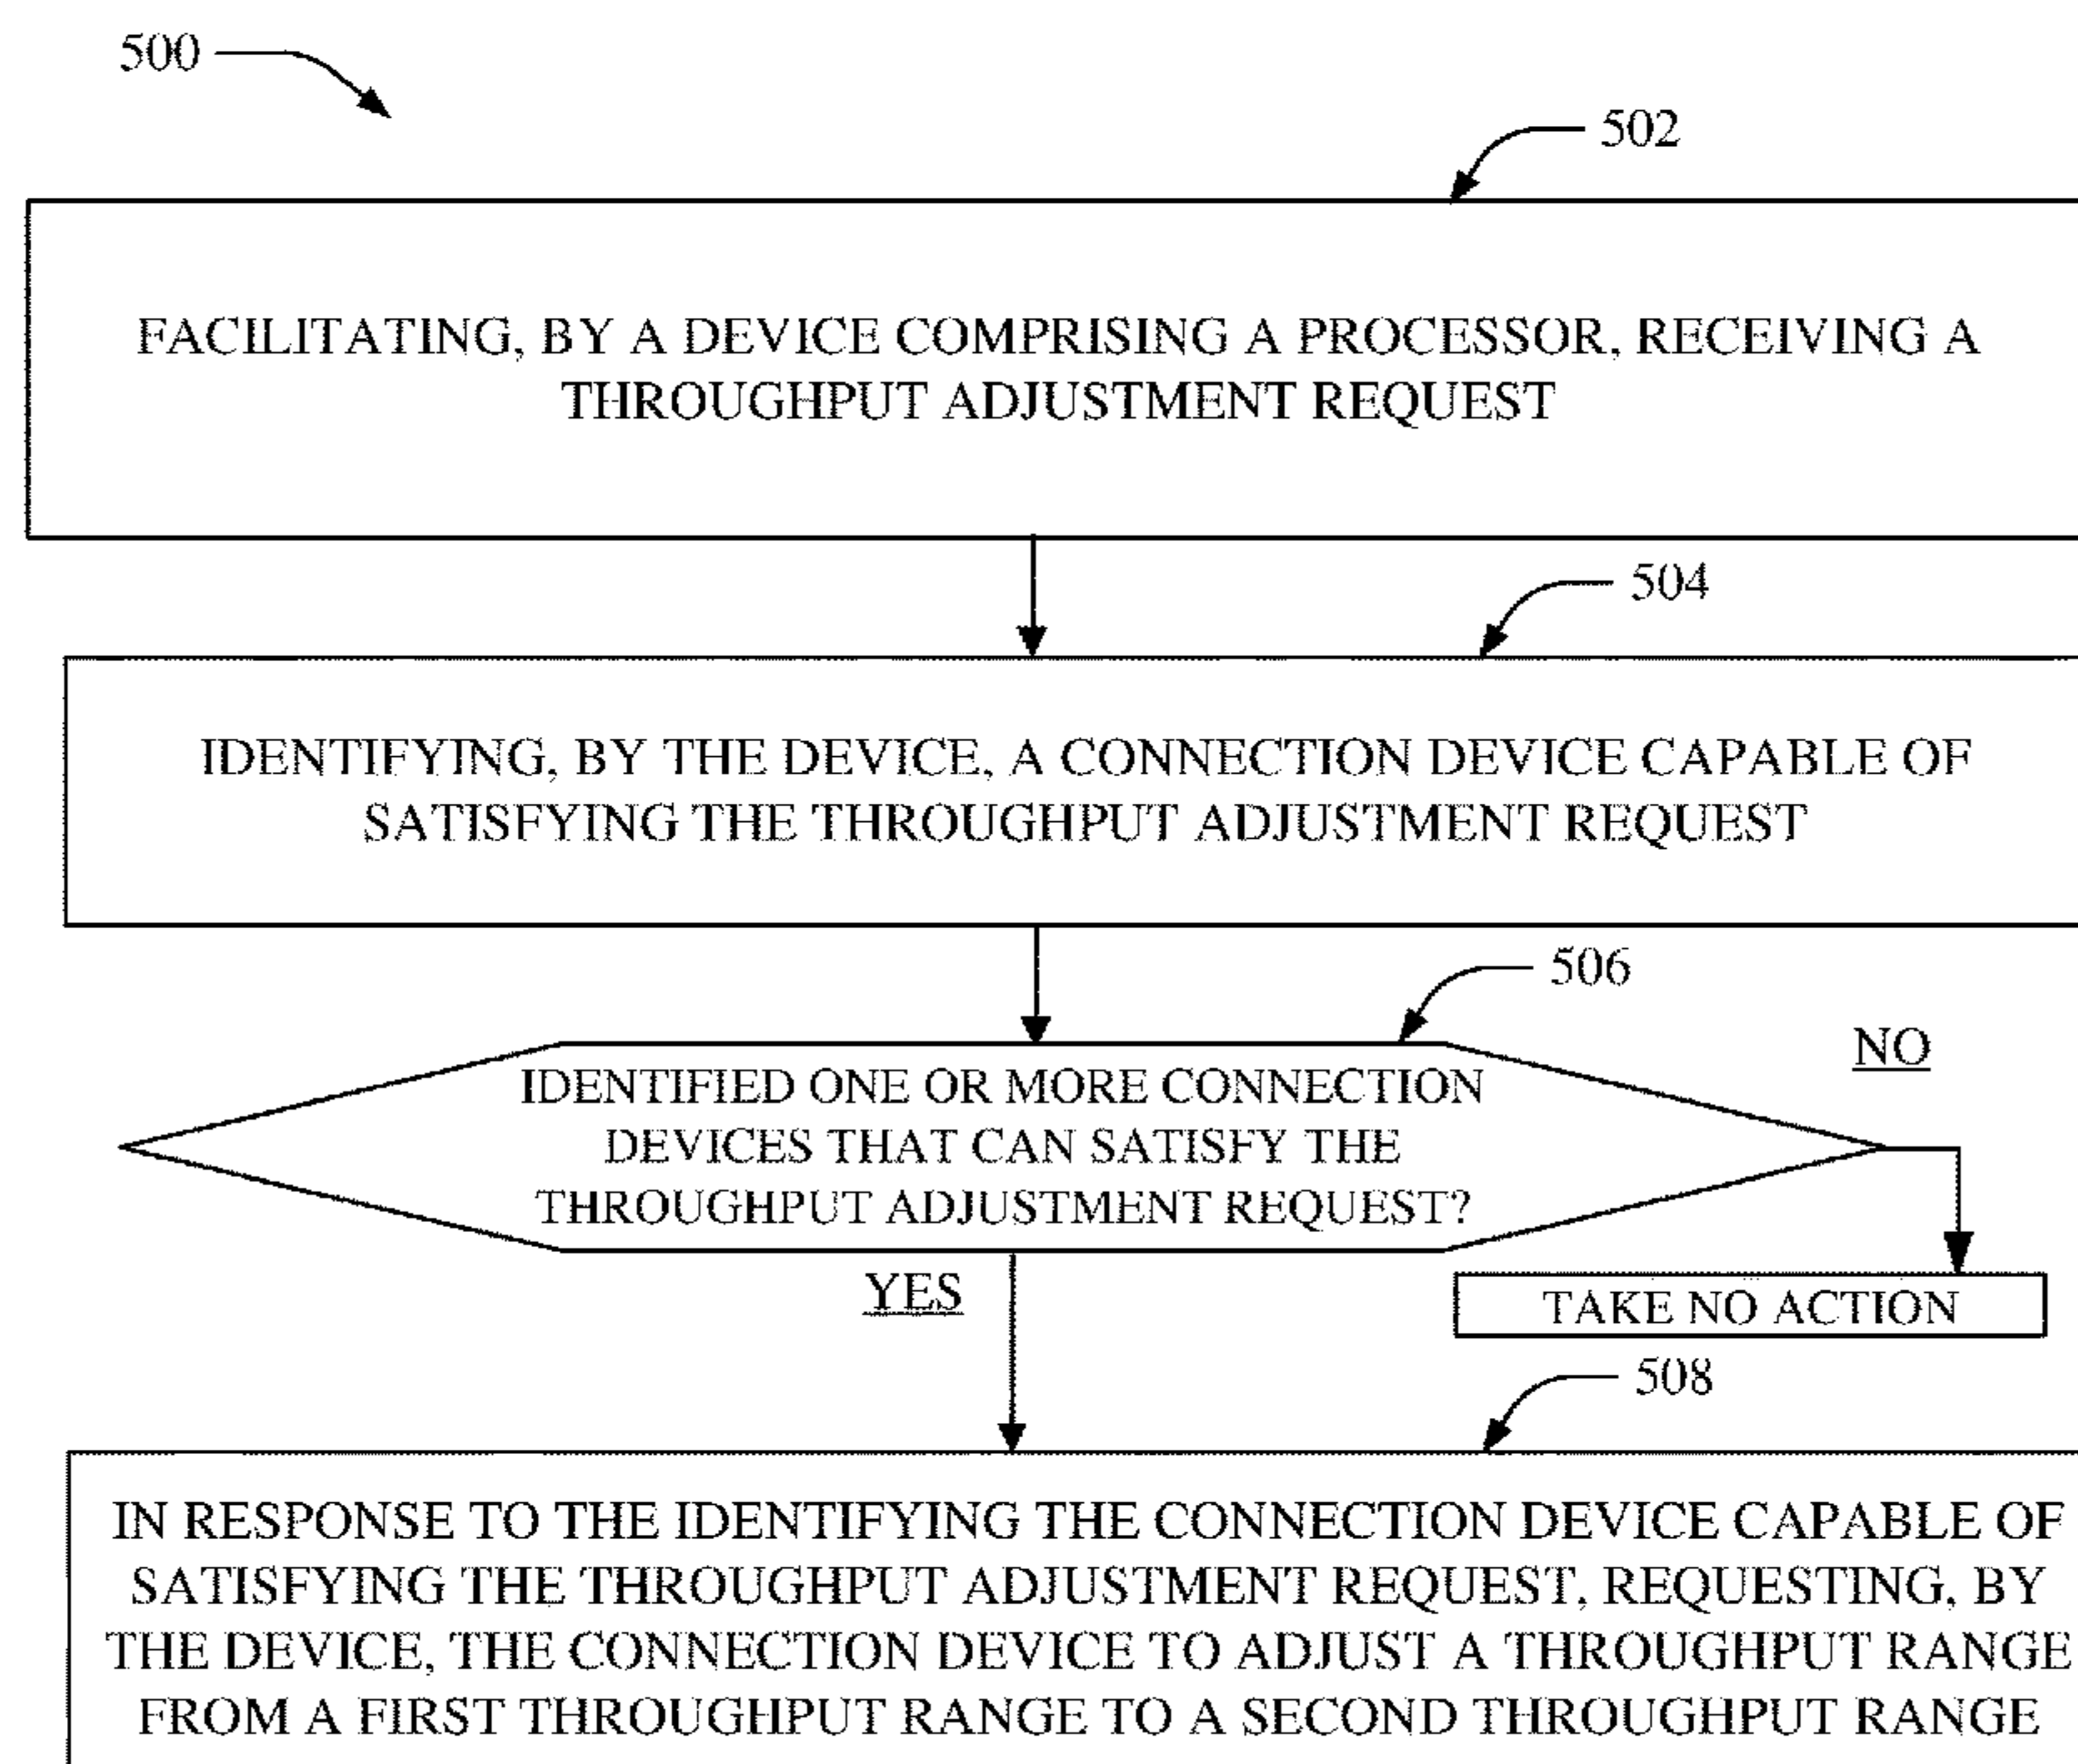 500
502
FACILITATING, BY A DEVICE COMPRISING A PROCESSOR, RECEIVING A
THROUGHPUT ADJUSTMENT REQUEST
504
IDENTIFYING, BY THE DEVICE, A CONNECTION DEVICE CAPABLE OF
SATISFYING THE THROUGHPUT ADJUSTMENT REQUEST
506
NO
IDENTIFIED ONE OR MORE CONNECTION
DEVICES THAT CAN SATISFY THE
THROUGHPUT ADJUSTMENT REQUEST?
YES
TAKE NO ACTION
508
IN RESPONSE TO THE IDENTIFYING THE CONNECTION DEVICE CAPABLE OF
SATISFYING THE THROUGHPUT ADJUSTMENT REQUEST, REQUESTING, BY
THE DEVICE, THE CONNECTION DEVICE TO ADJUST A THROUGHPUT RANGE
FROM A FIRST THROUGHPUT RANGE TO A SECOND THROUGHPUT RANGE